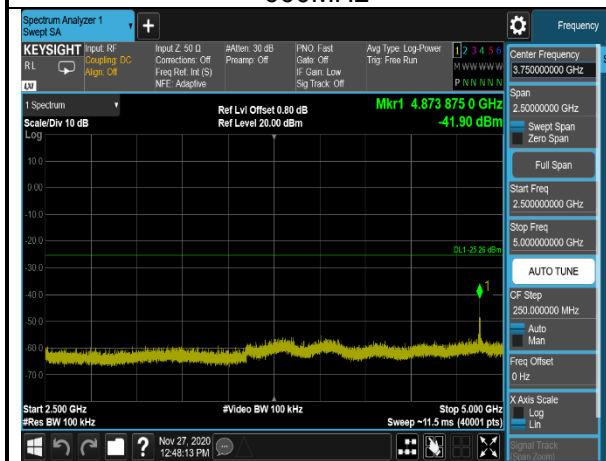 Spectrum Analyzer 1
Swept SA
Frequency
KEYSIGHT
RL
Input: RF
Coupling: DC
Align: Off
Input Z: 50 Ω
Corrections: Off
Freq Ref: Int (S)
NFE: Adaptive
#Atten: 30 dB
Preamp: Off
PNO: Fast
Gate: Off
IF Gain: Low
Sig Track: Off
Avg Type: Log-Power
Trig: Free Run
1 2 3 4 5 6
M W W W W W
P N N N N N
LXI
1 Spectrum
Scale/Div 10 dB
Log
Ref Lvl Offset 0.80 dB
Ref Level 20.00 dBm
Mkr1 4.873 875 0 GHz
-41.90 dBm
10.0
0.00
-10.0
-20.0
-30.0
-40.0
-50.0
-60.0
-70.0
DL1 -25.26 dBm
1
Start 2.500 GHz
#Res BW 100 kHz
#Video BW 100 kHz
Stop 5.000 GHz
Sweep ~11.5 ms (40001 pts)
Center Frequency
3.750000000 GHz
Span
2.50000000 GHz
Swept Span
Zero Span
Full Span
Start Freq
2.500000000 GHz
Stop Freq
5.000000000 GHz
AUTO TUNE
CF Step
250.000000 MHz
Auto
Man
Freq Offset
0 Hz
X Axis Scale
Log
Lin
Signal Track
(Span Zoom)
?
Nov 27, 2020
12:48:13 PM